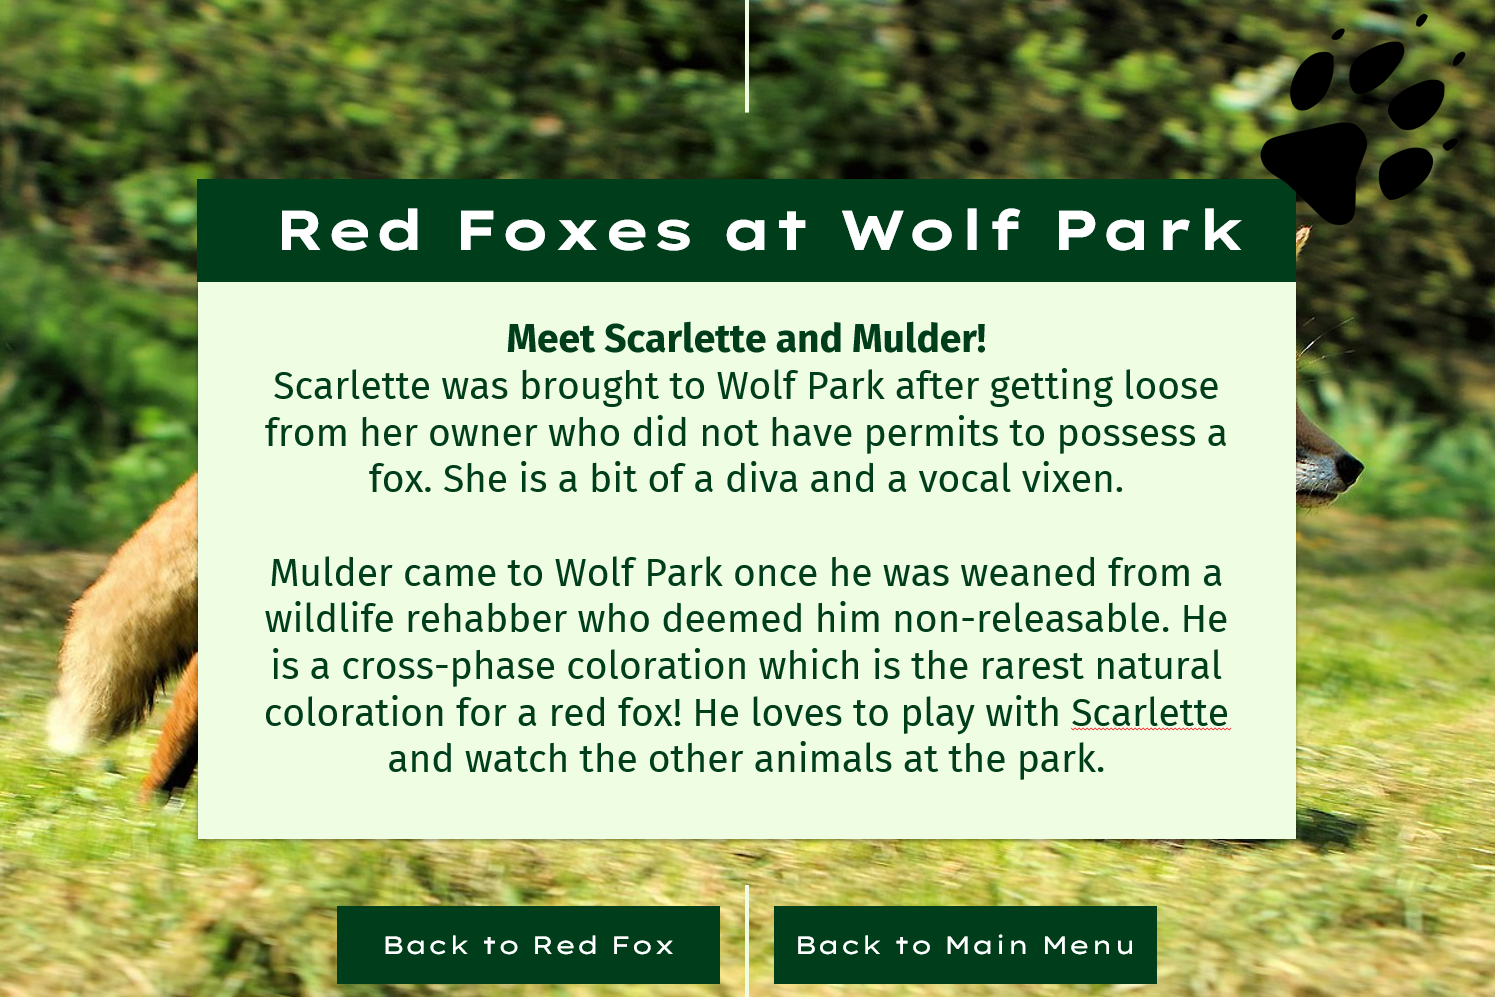 Red Foxes at Wolf Park
Meet Scarlette and Mulder!
Scarlette was brought to Wolf Park after getting loose
from her owner who did not have permits to possess a
fox. She is a bit of a diva and a vocal vixen.
Mulder came to Wolf Park once he was weaned from a
wildlife rehabber who deemed him non-releasable. He
is a cross-phase coloration which is the rarest natural
coloration for a red fox! He loves to play with Scarlette
and watch the other animals at the park.
Back to Red Fox
Back to Main Menu